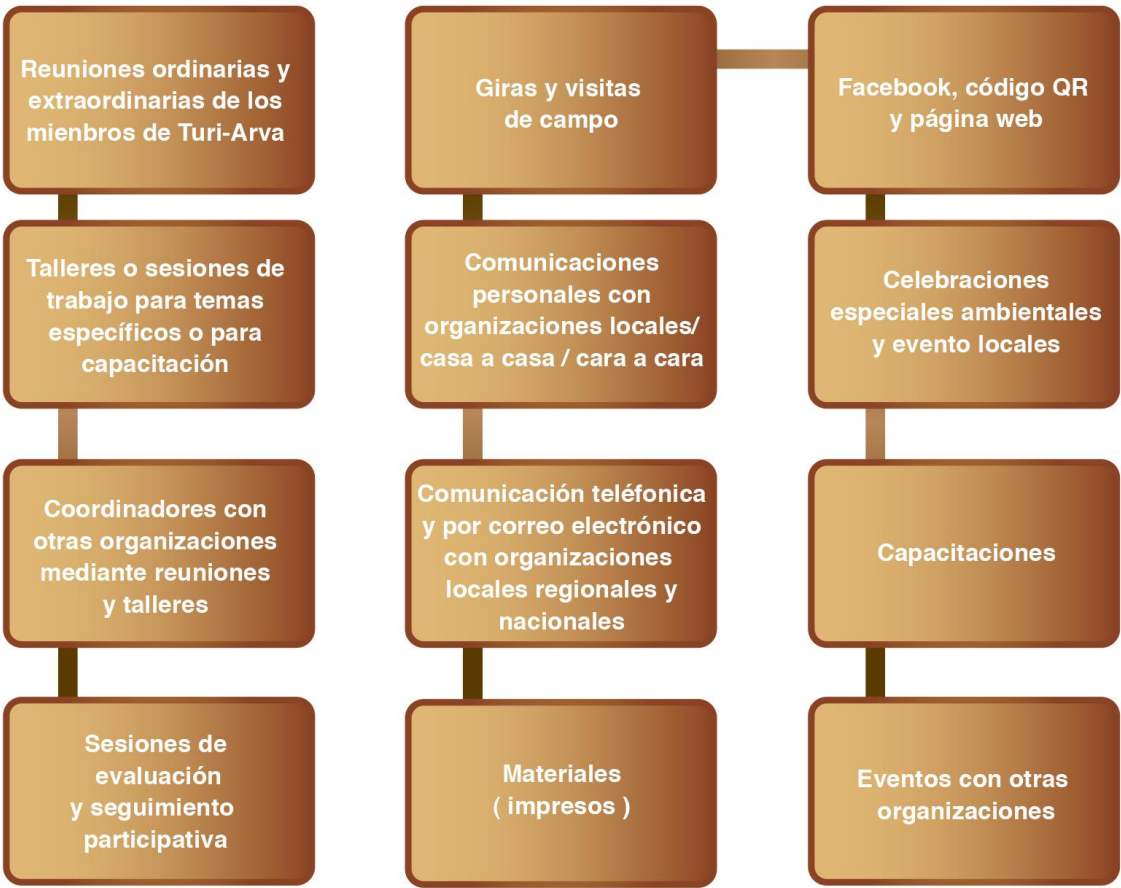 Reuniones ordinarias y
extraordinarias de los
miembros de Turi-Arva
Talleres o sesiones de
trabajo para temas
específicos o para
capacitación
Coordinadores con
otras organizaciones
mediante reuniones
y talleres
Sesiones de
evaluación
y seguimiento
participativa
Giras y visitas
de campo
Comunicaciones
personales con
organizaciones locales/
casa a casa / cara a cara
Comunicación teléfonica
y por correo electrónico
con organizaciones
locales regionales y
nacionales
Materiales
( impresos )
Facebook, código QR
y página web
Celebraciones
especiales ambientales
y evento locales
Capacitaciones
Eventos con otras
organizaciones